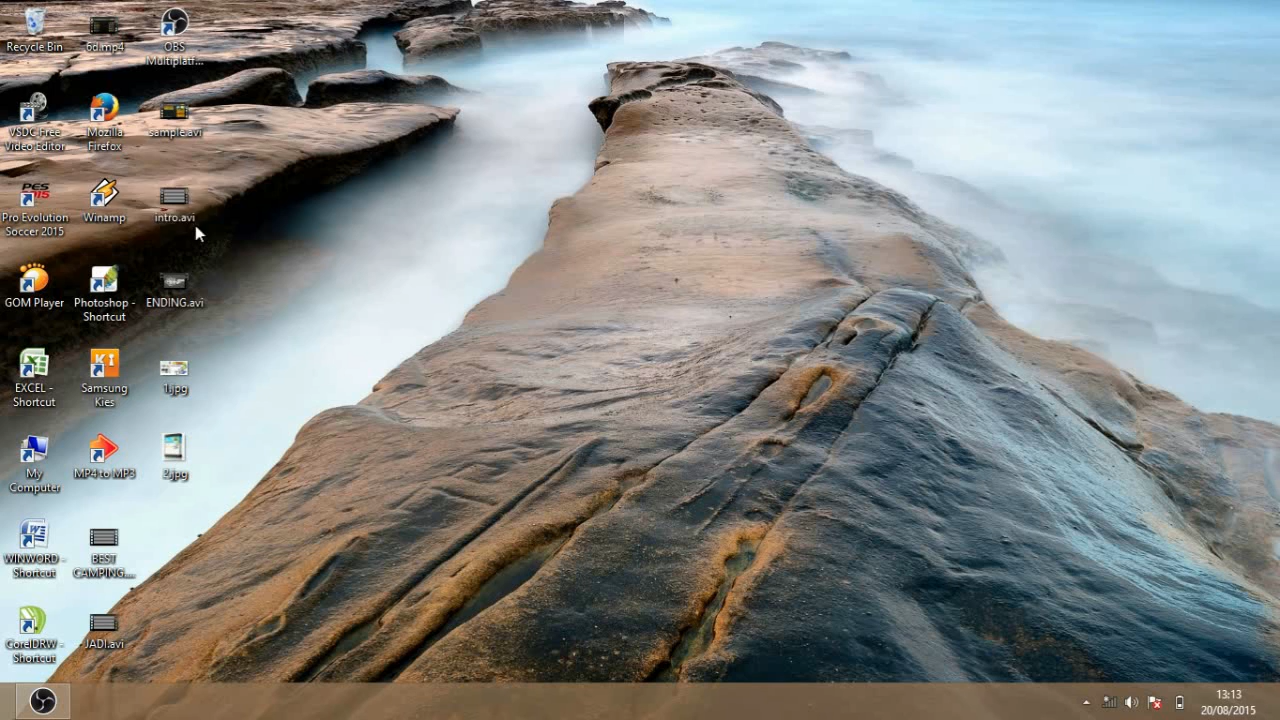 Recycle Bin
6d.mp4
OBS
Multiplatf...
VSDC Free
Video Editor
Mozilla
Firefox
sample.avi
PES
Pro Evolution
Soccer 2015
Winamp
intro.avi
GOM Player
Photoshop -
Shortcut
ENDING.avi
EXCEL -
Shortcut
Samsung
Kies
1.jpg
My
Computer
MP4 to MP3
2.jpg
WINWORD -
Shortcut
BEST
CAMPING....
CorelDRW -
Shortcut
JADI.avi
13:13
20/08/2015